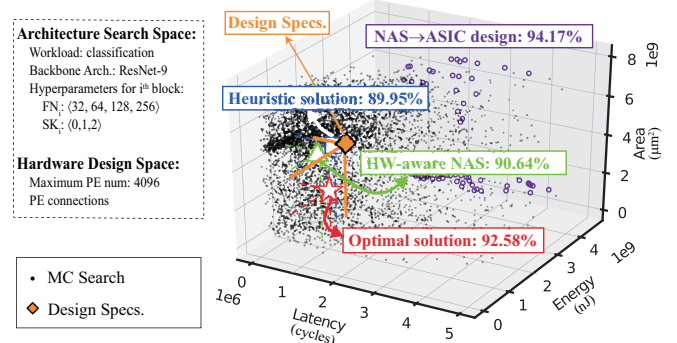 Architecture Search Space:
Workload: classification
Backbone Arch.: ResNet-9
Hyperparameters for iᵗʰ block:
FNᵢ: ⟨32, 64, 128, 256⟩
SKᵢ: ⟨0,1,2⟩
Hardware Design Space:
Maximum PE num: 4096
PE connections
MC Search
Design Specs.
Design Specs.
NAS→ASIC design: 94.17%
Heuristic solution: 89.95%
HW-aware NAS: 90.64%
Optimal solution: 92.58%
1e9
8
6
4
2
0
Area
(μm²)
1e6
0
1
2
3
4
5
Latency
(cycles)
0
1
2
3
4
1e9
Energy
(nJ)